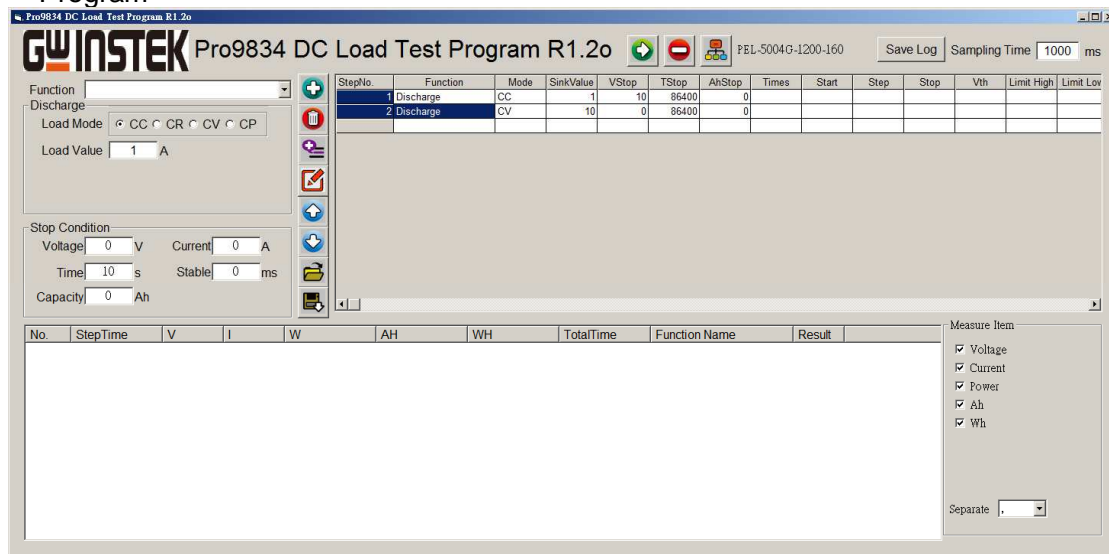 Program
Pro9834 DC Load Test Program R1.2o
GWINSTEK Pro9834 DC Load Test Program R1.2o PEL-5004G-1200-160 Save Log Sampling Time 1000 ms
Function
Discharge
Load Mode CC CR CV CP
Load Value 1 A
Stop Condition
Voltage 0 V Current 0 A
Time 10 s Stable 0 ms
Capacity 0 Ah
StepNo. Function Mode SinkValue VStop TStop AhStop Times Start Step Stop Vth Limit High Limit Low
1 Discharge CC 1 10 86400 0
2 Discharge CV 10 0 86400 0
No. StepTime V I W AH WH TotalTime Function Name Result
Measure Item
Voltage
Current
Power
Ah
Wh
Separate ,